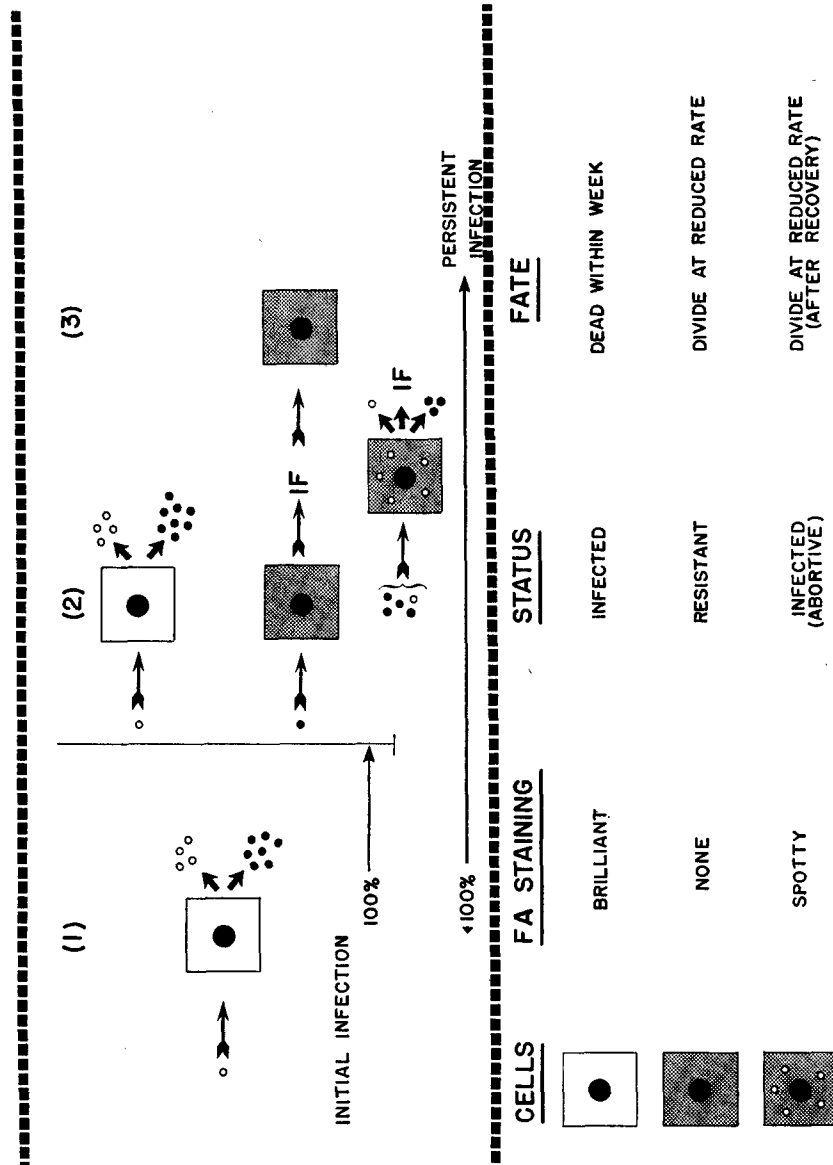 (1)
(2)
(3)
IF
IF
INITIAL INFECTION
100%
<100%
PERSISTENT
INFECTION
CELLS
FA STAINING
STATUS
FATE
BRILLIANT
INFECTED
DEAD WITHIN WEEK
NONE
RESISTANT
DIVIDE AT REDUCED RATE
SPOTTY
INFECTED
(ABORTIVE)
DIVIDE AT REDUCED RATE
(AFTER RECOVERY)